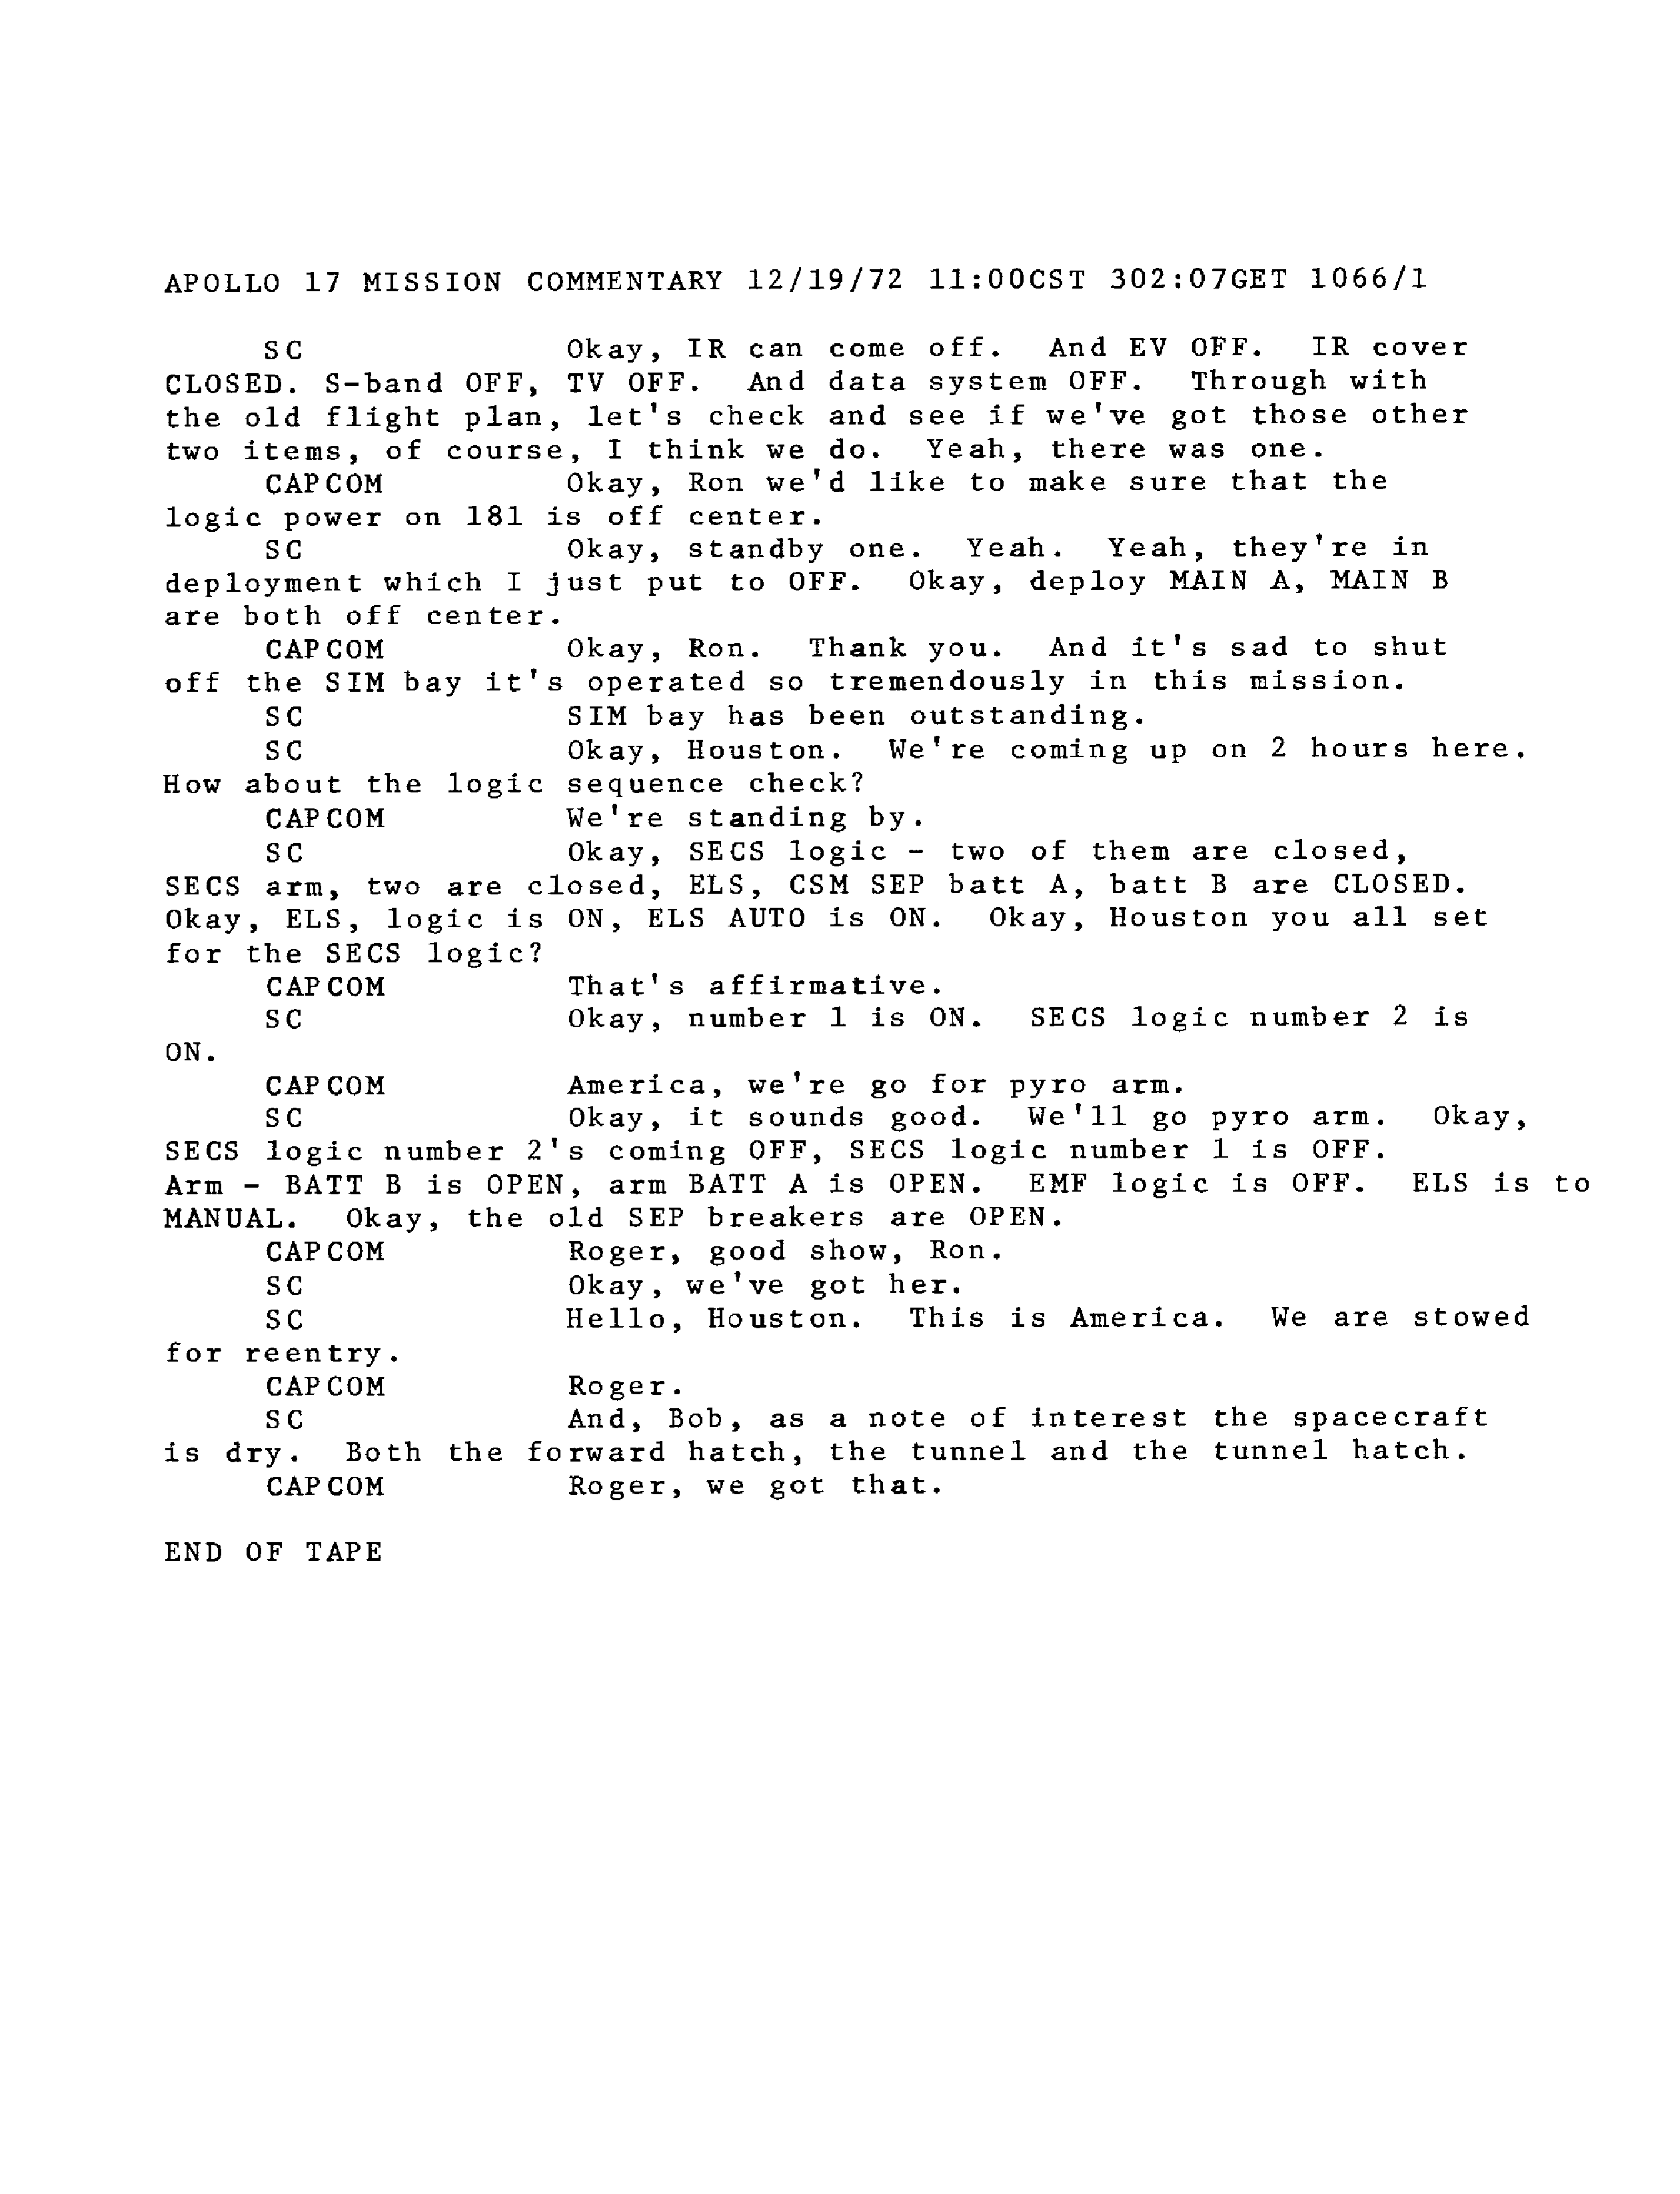 APOLLO 17 MISSION COMMENTARY 12/19/72 11:00CST 302:07GET 1066/1
SC Okay, IR can come off. And EV OFF. IR cover
CLOSED. S-band OFF, TV OFF. And data system OFF. Through with
the old flight plan, let's check and see if we've got those other
two items, of course, I think we do. Yeah, there was one.
CAPCOM Okay, Ron we'd like to make sure that the
logic power on 181 is off center.
SC Okay, standby one. Yeah. Yeah, they're in
deployment which I just put to OFF. Okay, deploy MAIN A, MAIN B
are both off center.
CAPCOM Okay, Ron. Thank you. And it's sad to shut
off the SIM bay it's operated so tremendously in this mission.
SC SIM bay has been outstanding.
SC Okay, Houston. We're coming up on 2 hours here.
How about the logic sequence check?
CAPCOM We're standing by.
SC Okay, SECS logic - two of them are closed,
SECS arm, two are closed, ELS, CSM SEP batt A, batt B are CLOSED.
Okay, ELS, logic is ON, ELS AUTO is ON. Okay, Houston you all set
for the SECS logic?
CAPCOM That's affirmative.
SC Okay, number 1 is ON. SECS logic number 2 is
ON.
CAPCOM America, we're go for pyro arm.
SC Okay, it sounds good. We'll go pyro arm. Okay,
SECS logic number 2's coming OFF, SECS logic number 1 is OFF.
Arm - BATT B is OPEN, arm BATT A is OPEN. EMF logic is OFF. ELS is to
MANUAL. Okay, the old SEP breakers are OPEN.
CAPCOM Roger, good show, Ron.
SC Okay, we've got her.
SC Hello, Houston. This is America. We are stowed
for reentry.
CAPCOM Roger.
SC And, Bob, as a note of interest the spacecraft
is dry. Both the forward hatch, the tunnel and the tunnel hatch.
CAPCOM Roger, we got that.
END OF TAPE